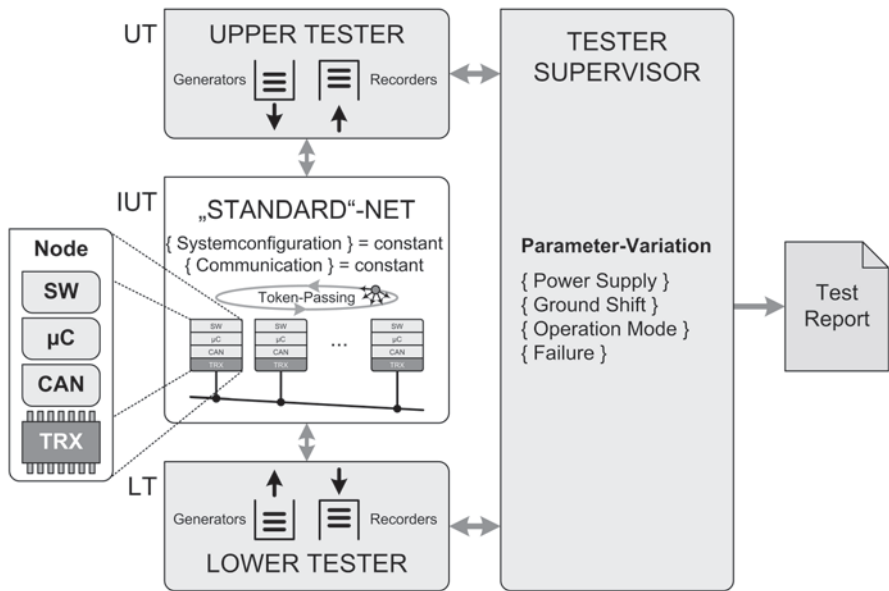 UT
UPPER TESTER
Generators
Recorders
TESTER
SUPERVISOR
IUT
„STANDARD“-NET
{ Systemconfiguration } = constant
{ Communication } = constant
Token-Passing
SW
µC
CAN
TRX
SW
µC
CAN
TRX
...
SW
µC
CAN
TRX
Node
SW
µC
CAN
TRX
Parameter-Variation
{ Power Supply }
{ Ground Shift }
{ Operation Mode }
{ Failure }
Test
Report
LT
Generators
Recorders
LOWER TESTER